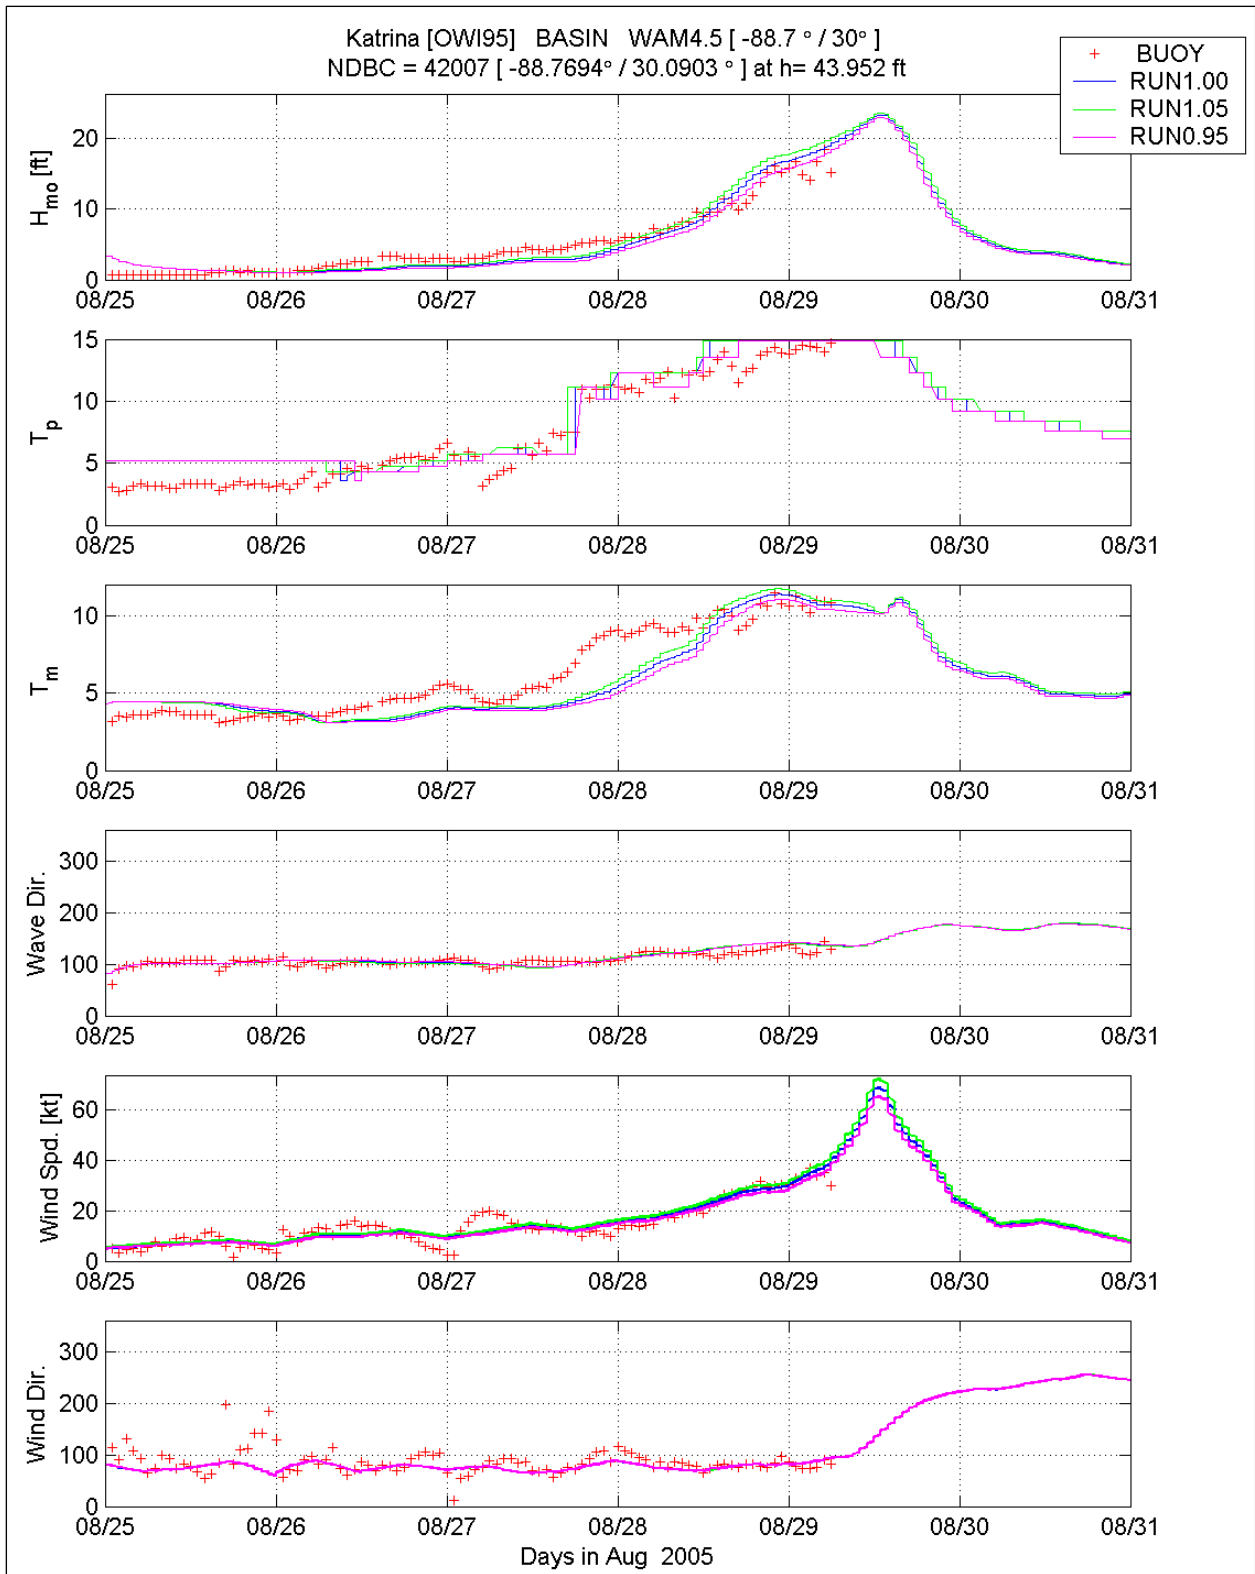 Katrina [OWI95] BASIN WAM4.5 [ -88.7 ° / 30° ]
NDBC = 42007 [ -88.7694° / 30.0903 ° ] at h= 43.952 ft
+ BUOY
RUN1.00
RUN1.05
RUN0.95
H_mo [ft]
20
10
0
08/25 08/26 08/27 08/28 08/29 08/30 08/31
T_p
15
10
5
0
08/25 08/26 08/27 08/28 08/29 08/30 08/31
T_m
10
5
0
08/25 08/26 08/27 08/28 08/29 08/30 08/31
Wave Dir.
300
200
100
0
08/25 08/26 08/27 08/28 08/29 08/30 08/31
Wind Spd. [kt]
60
40
20
0
08/25 08/26 08/27 08/28 08/29 08/30 08/31
Wind Dir.
300
200
100
0
08/25 08/26 08/27 08/28 08/29 08/30 08/31
Days in Aug 2005